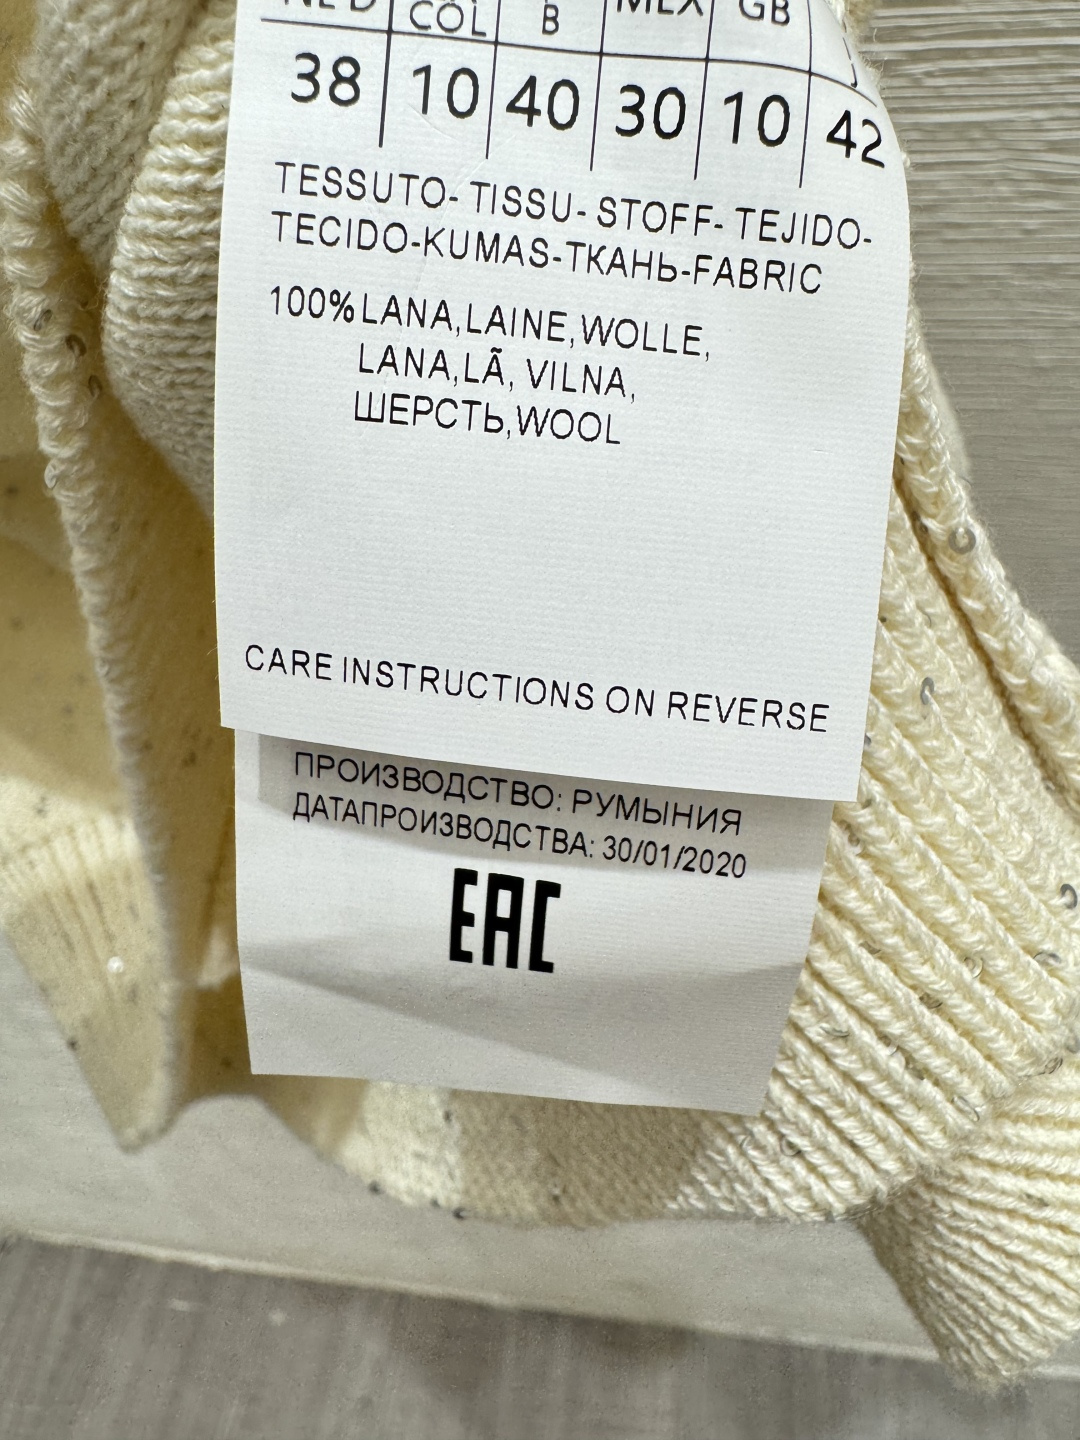 COL B MEX GB
38 10 40 30 10 42
TESSUTO- TISSU- STOFF- TEJIDO-
TECIDO-KUMAS-ТКАНЬ-FABRIC
100% LANA,LAINE,WOLLE,
LANA,LÃ, VILNA,
ШЕРСТЬ,WOOL
CARE INSTRUCTIONS ON REVERSE
ПРОИЗВОДСТВО: РУМЫНИЯ
ДАТАПРОИЗВОДСТВА: 30/01/2020
EAC